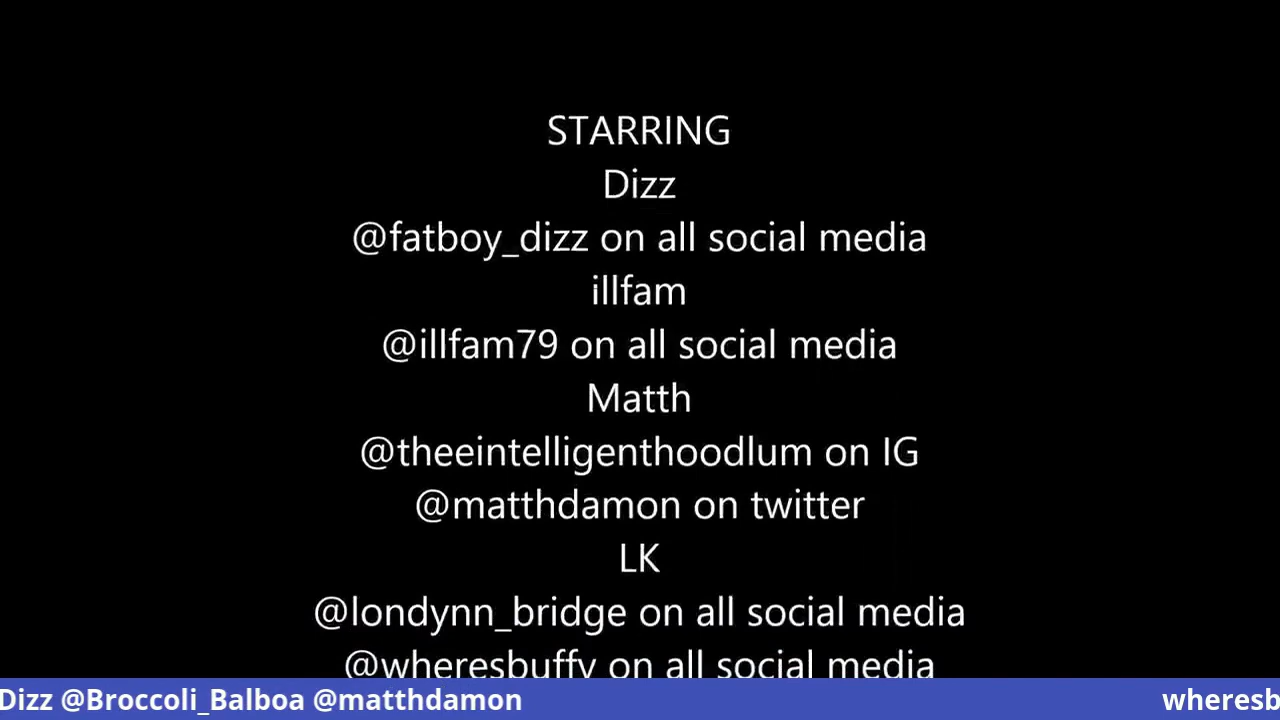 STARRING
Dizz
@fatboy_dizz on all social media
illfam
@illfam79 on all social media
Matth
@theeintelligenthoodlum on IG
@matthdamon on twitter
LK
@londynn_bridge on all social media
@wheresbuffy on all social media
Dizz @Broccoli_Balboa @matthdamon wheresb